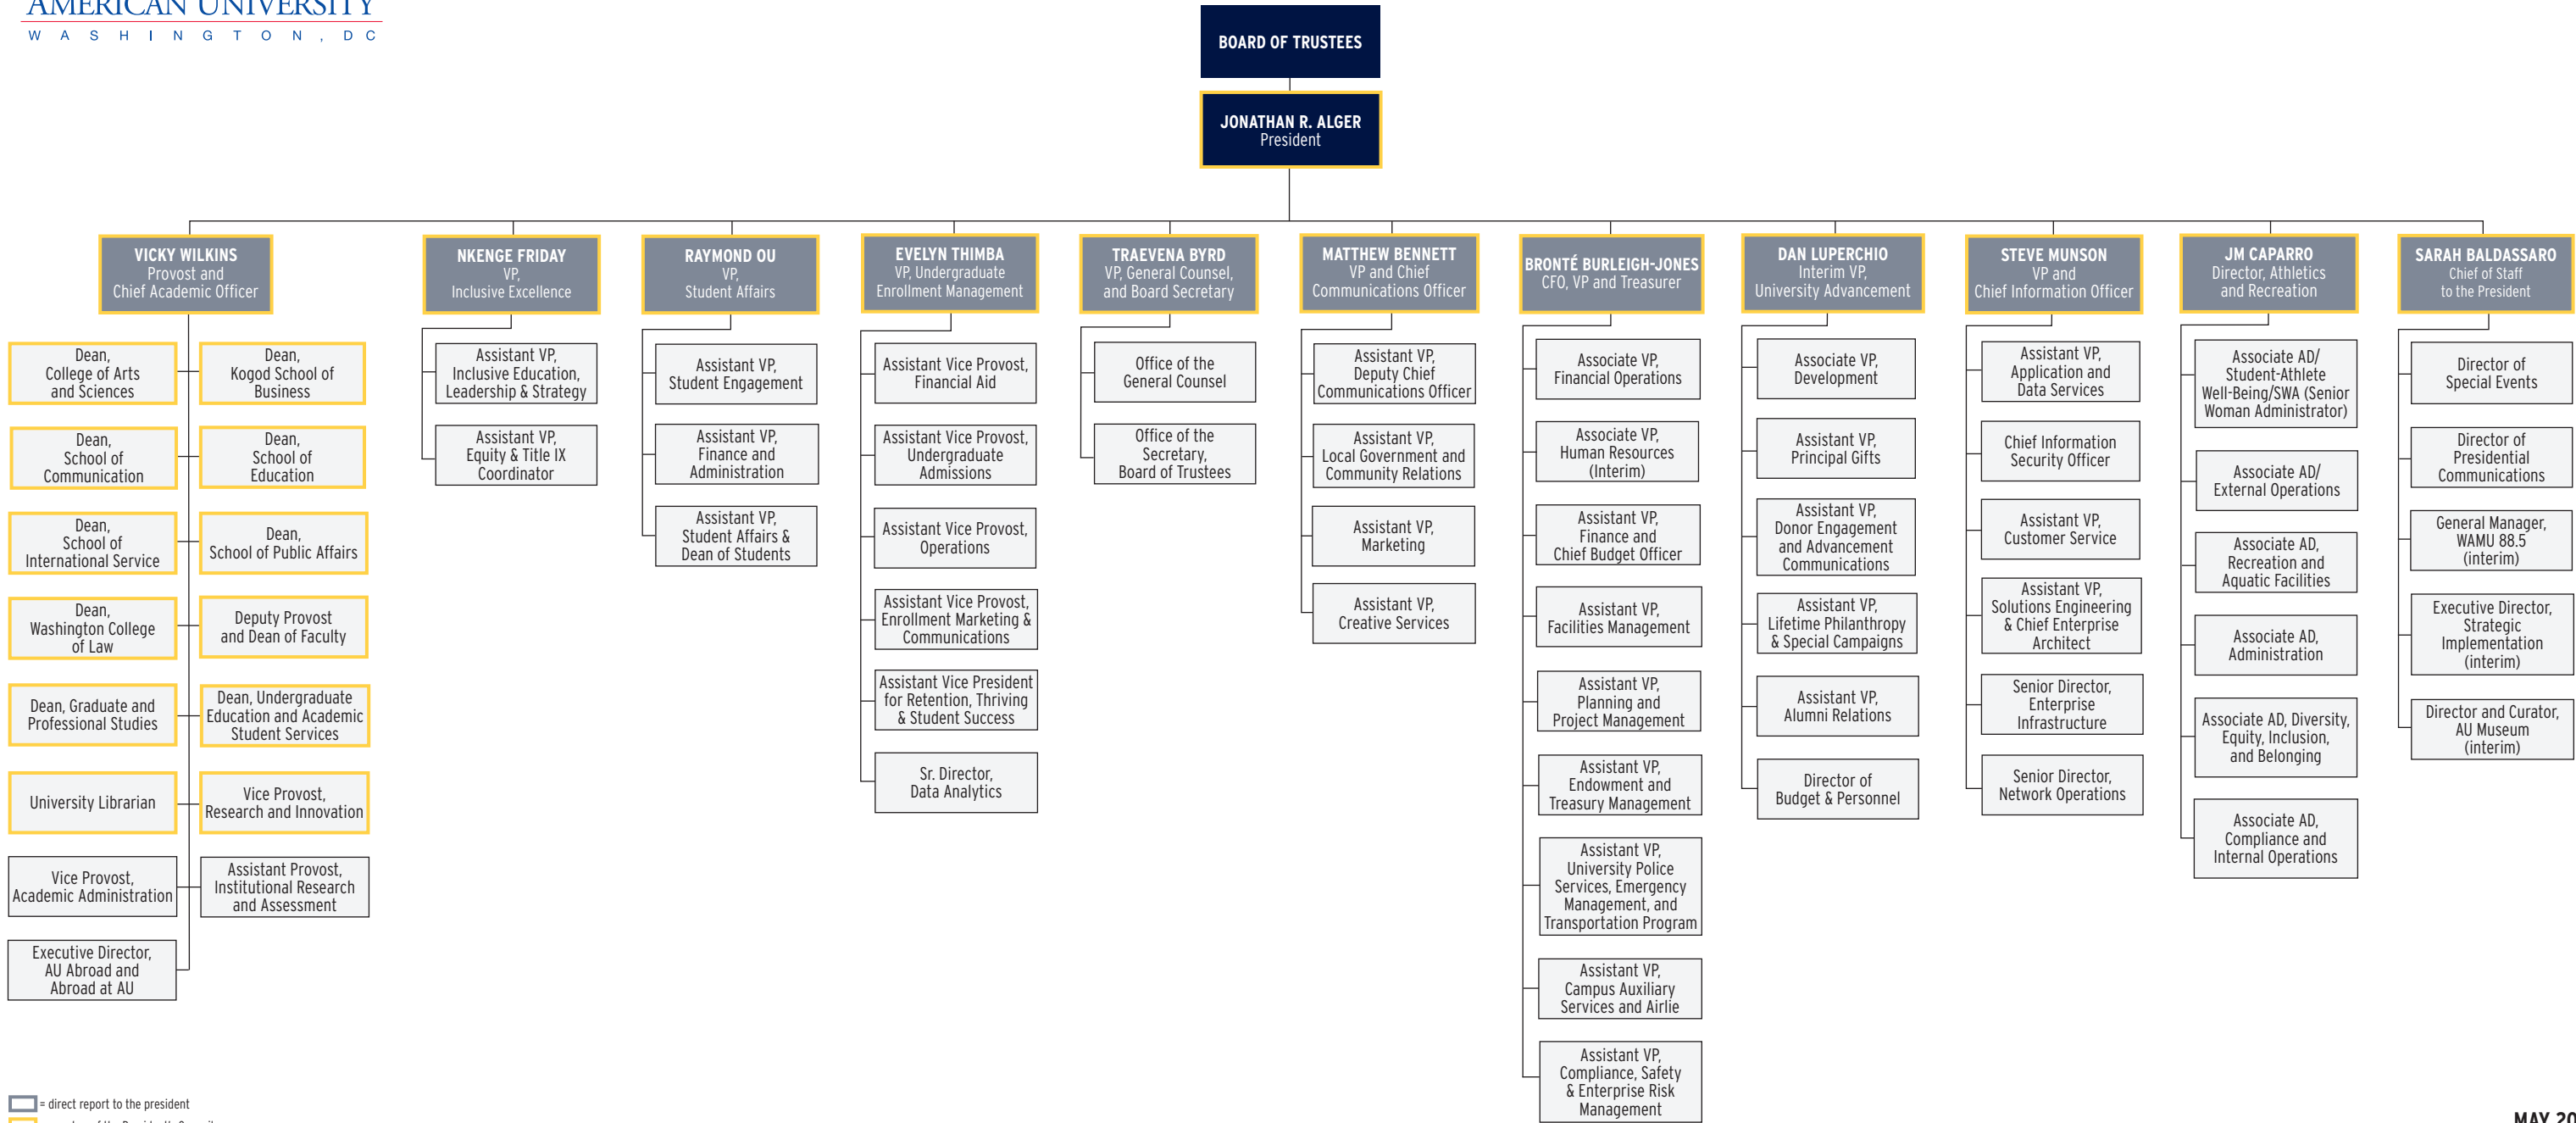 AMERICAN UNIVERSITY
WASHINGTON, DC
BOARD OF TRUSTEES
JONATHAN R. ALGER
President
VICKY WILKINS
Provost and
Chief Academic Officer
Dean,
College of Arts
and Sciences
Dean,
Kogod School of
Business
Dean,
School of
Communication
Dean,
School of
Education
Dean,
School of
International Service
Dean,
School of Public Affairs
Dean,
Washington College
of Law
Deputy Provost
and Dean of Faculty
Dean, Graduate and
Professional Studies
Dean, Undergraduate
Education and Academic
Student Services
University Librarian
Vice Provost,
Research and Innovation
Vice Provost,
Academic Administration
Assistant Provost,
Institutional Research
and Assessment
Executive Director,
AU Abroad and
Abroad at AU
NKENGE FRIDAY
VP,
Inclusive Excellence
Assistant VP,
Inclusive Education,
Leadership & Strategy
Assistant VP,
Equity & Title IX
Coordinator
RAYMOND OU
VP,
Student Affairs
Assistant VP,
Student Engagement
Assistant VP,
Finance and
Administration
Assistant VP,
Student Affairs &
Dean of Students
EVELYN THIMBA
VP, Undergraduate
Enrollment Management
Assistant Vice Provost,
Financial Aid
Assistant Vice Provost,
Undergraduate
Admissions
Assistant Vice Provost,
Operations
Assistant Vice Provost,
Enrollment Marketing &
Communications
Assistant Vice President
for Retention, Thriving
& Student Success
Sr. Director,
Data Analytics
TRAEVENA BYRD
VP, General Counsel,
and Board Secretary
Office of the
General Counsel
Office of the
Secretary,
Board of Trustees
MATTHEW BENNETT
VP and Chief
Communications Officer
Assistant VP,
Deputy Chief
Communications Officer
Assistant VP,
Local Government and
Community Relations
Assistant VP,
Marketing
Assistant VP,
Creative Services
BRONTÉ BURLEIGH-JONES
CFO, VP and Treasurer
Associate VP,
Financial Operations
Associate VP,
Human Resources
(Interim)
Assistant VP,
Finance and
Chief Budget Officer
Assistant VP,
Facilities Management
Assistant VP,
Planning and
Project Management
Assistant VP,
Endowment and
Treasury Management
Assistant VP,
University Police
Services, Emergency
Management, and
Transportation Program
Assistant VP,
Campus Auxiliary
Services and Airlie
Assistant VP,
Compliance, Safety
& Enterprise Risk
Management
DAN LUPERCHIO
Interim VP,
University Advancement
Associate VP,
Development
Assistant VP,
Principal Gifts
Assistant VP,
Donor Engagement
and Advancement
Communications
Assistant VP,
Lifetime Philanthropy
& Special Campaigns
Assistant VP,
Alumni Relations
Director of
Budget & Personnel
STEVE MUNSON
VP and
Chief Information Officer
Assistant VP,
Application and
Data Services
Chief Information
Security Officer
Assistant VP,
Customer Service
Assistant VP,
Solutions Engineering
& Chief Enterprise
Architect
Senior Director,
Enterprise
Infrastructure
Senior Director,
Network Operations
JM CAPARRO
Director, Athletics
and Recreation
Associate AD/
Student-Athlete
Well-Being/SWA (Senior
Woman Administrator)
Associate AD/
External Operations
Associate AD,
Recreation and
Aquatic Facilities
Associate AD,
Administration
Associate AD, Diversity,
Equity, Inclusion,
and Belonging
Associate AD,
Compliance and
Internal Operations
SARAH BALDASSARO
Chief of Staff
to the President
Director of
Special Events
Director of
Presidential
Communications
General Manager,
WAMU 88.5
(interim)
Executive Director,
Strategic
Implementation
(interim)
Director and Curator,
AU Museum
(interim)
= direct report to the president
MAY 20